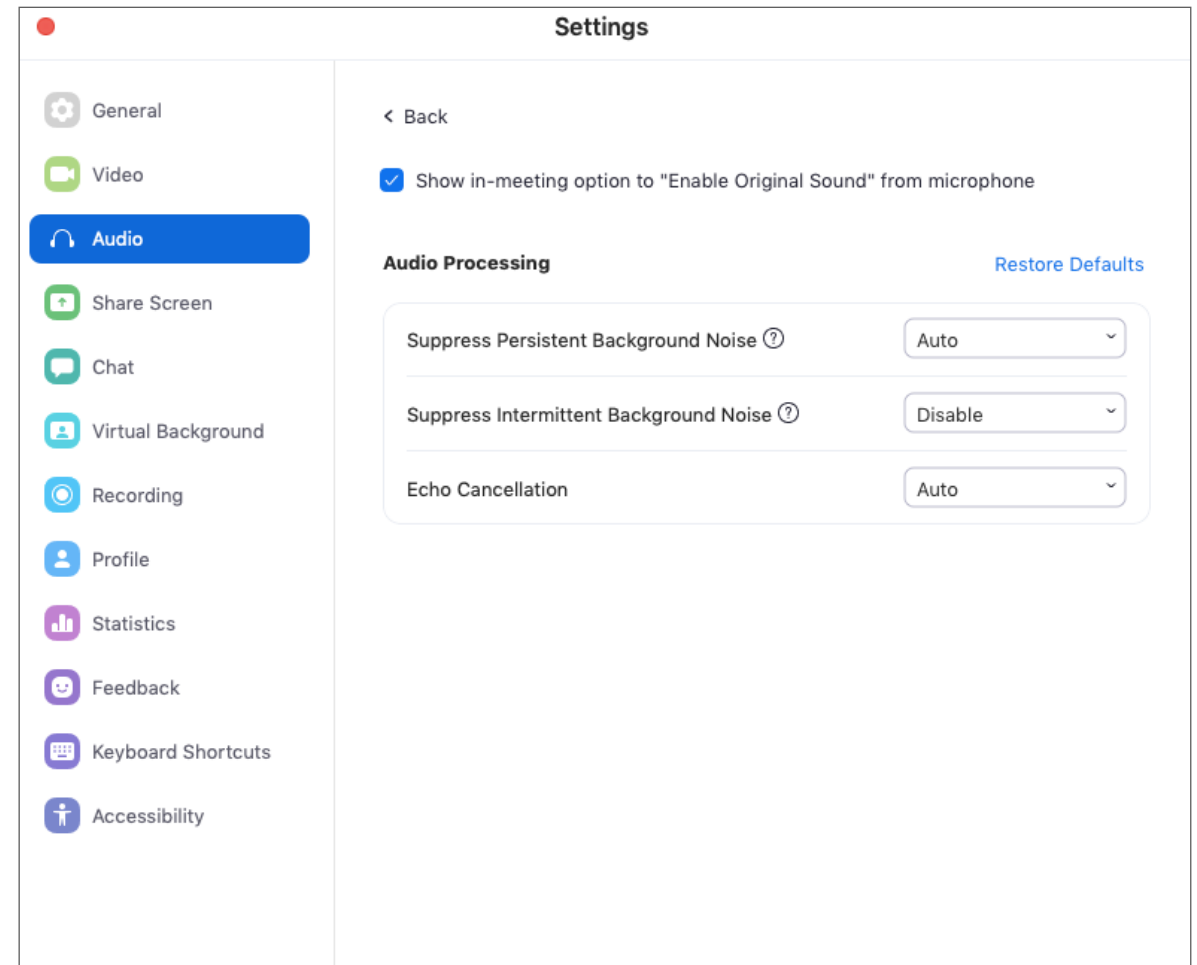 Settings
General
Video
Audio
Share Screen
Chat
Virtual Background
Recording
Profile
Statistics
Feedback
Keyboard Shortcuts
Accessibility
< Back
Show in-meeting option to "Enable Original Sound" from microphone
Audio Processing
Restore Defaults
Suppress Persistent Background Noise ?
Auto
Suppress Intermittent Background Noise ?
Disable
Echo Cancellation
Auto